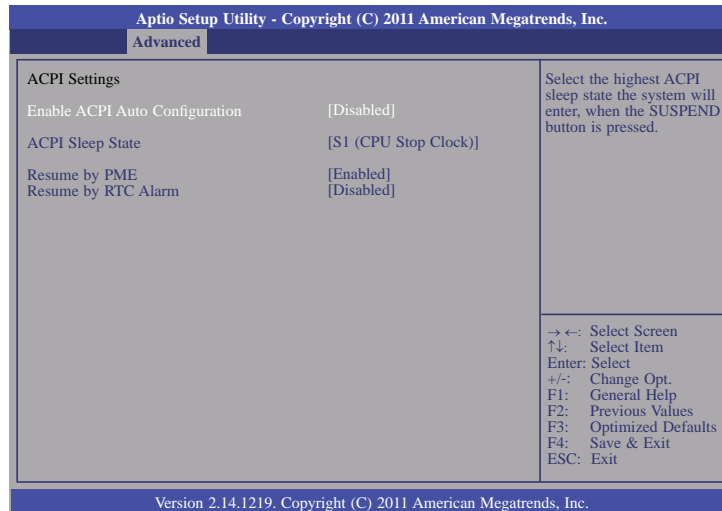 Aptio Setup Utility - Copyright (C) 2011 American Megatrends, Inc.
Advanced
ACPI Settings
Enable ACPI Auto Configuration [Disabled]
ACPI Sleep State [S1 (CPU Stop Clock)]
Resume by PME [Enabled]
Resume by RTC Alarm [Disabled]
Select the highest ACPI
sleep state the system will
enter, when the SUSPEND
button is pressed.
→←: Select Screen
↑↓: Select Item
Enter: Select
+/-: Change Opt.
F1: General Help
F2: Previous Values
F3: Optimized Defaults
F4: Save & Exit
ESC: Exit
Version 2.14.1219. Copyright (C) 2011 American Megatrends, Inc.